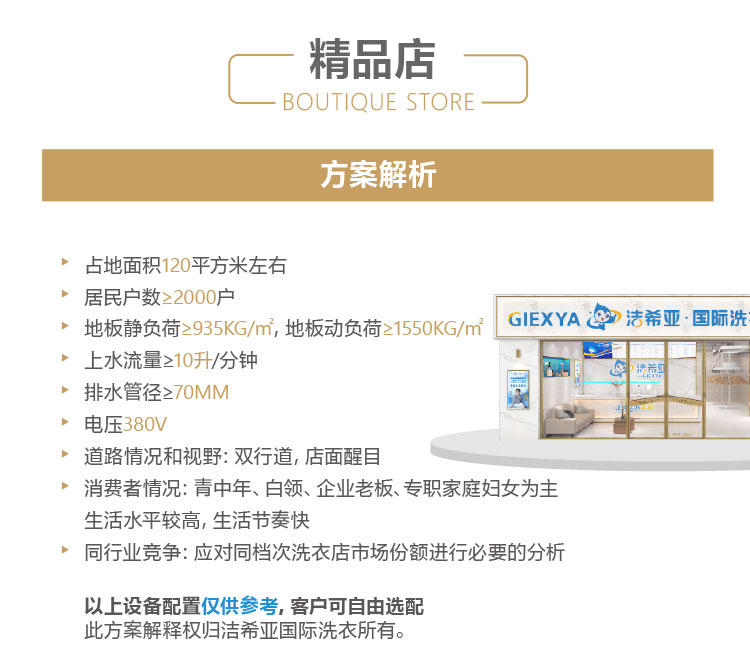 精品店
BOUTIQUE STORE
方案解析
占地面积120平方米左右
居民户数≥2000户
地板静负荷≥935KG/㎡, 地板动负荷≥1550KG/㎡
上水流量≥10升/分钟
排水管径≥70MM
电压380V
道路情况和视野: 双行道, 店面醒目
消费者情况: 青中年、白领、企业老板、专职家庭妇女为主
生活水平较高, 生活节奏快
同行业竞争: 应对同档次洗衣店市场份额进行必要的分析
GIEXYA 洁希亚·国际洗衣
洁希亚
以上设备配置仅供参考, 客户可自由选配
此方案解释权归洁希亚国际洗衣所有。